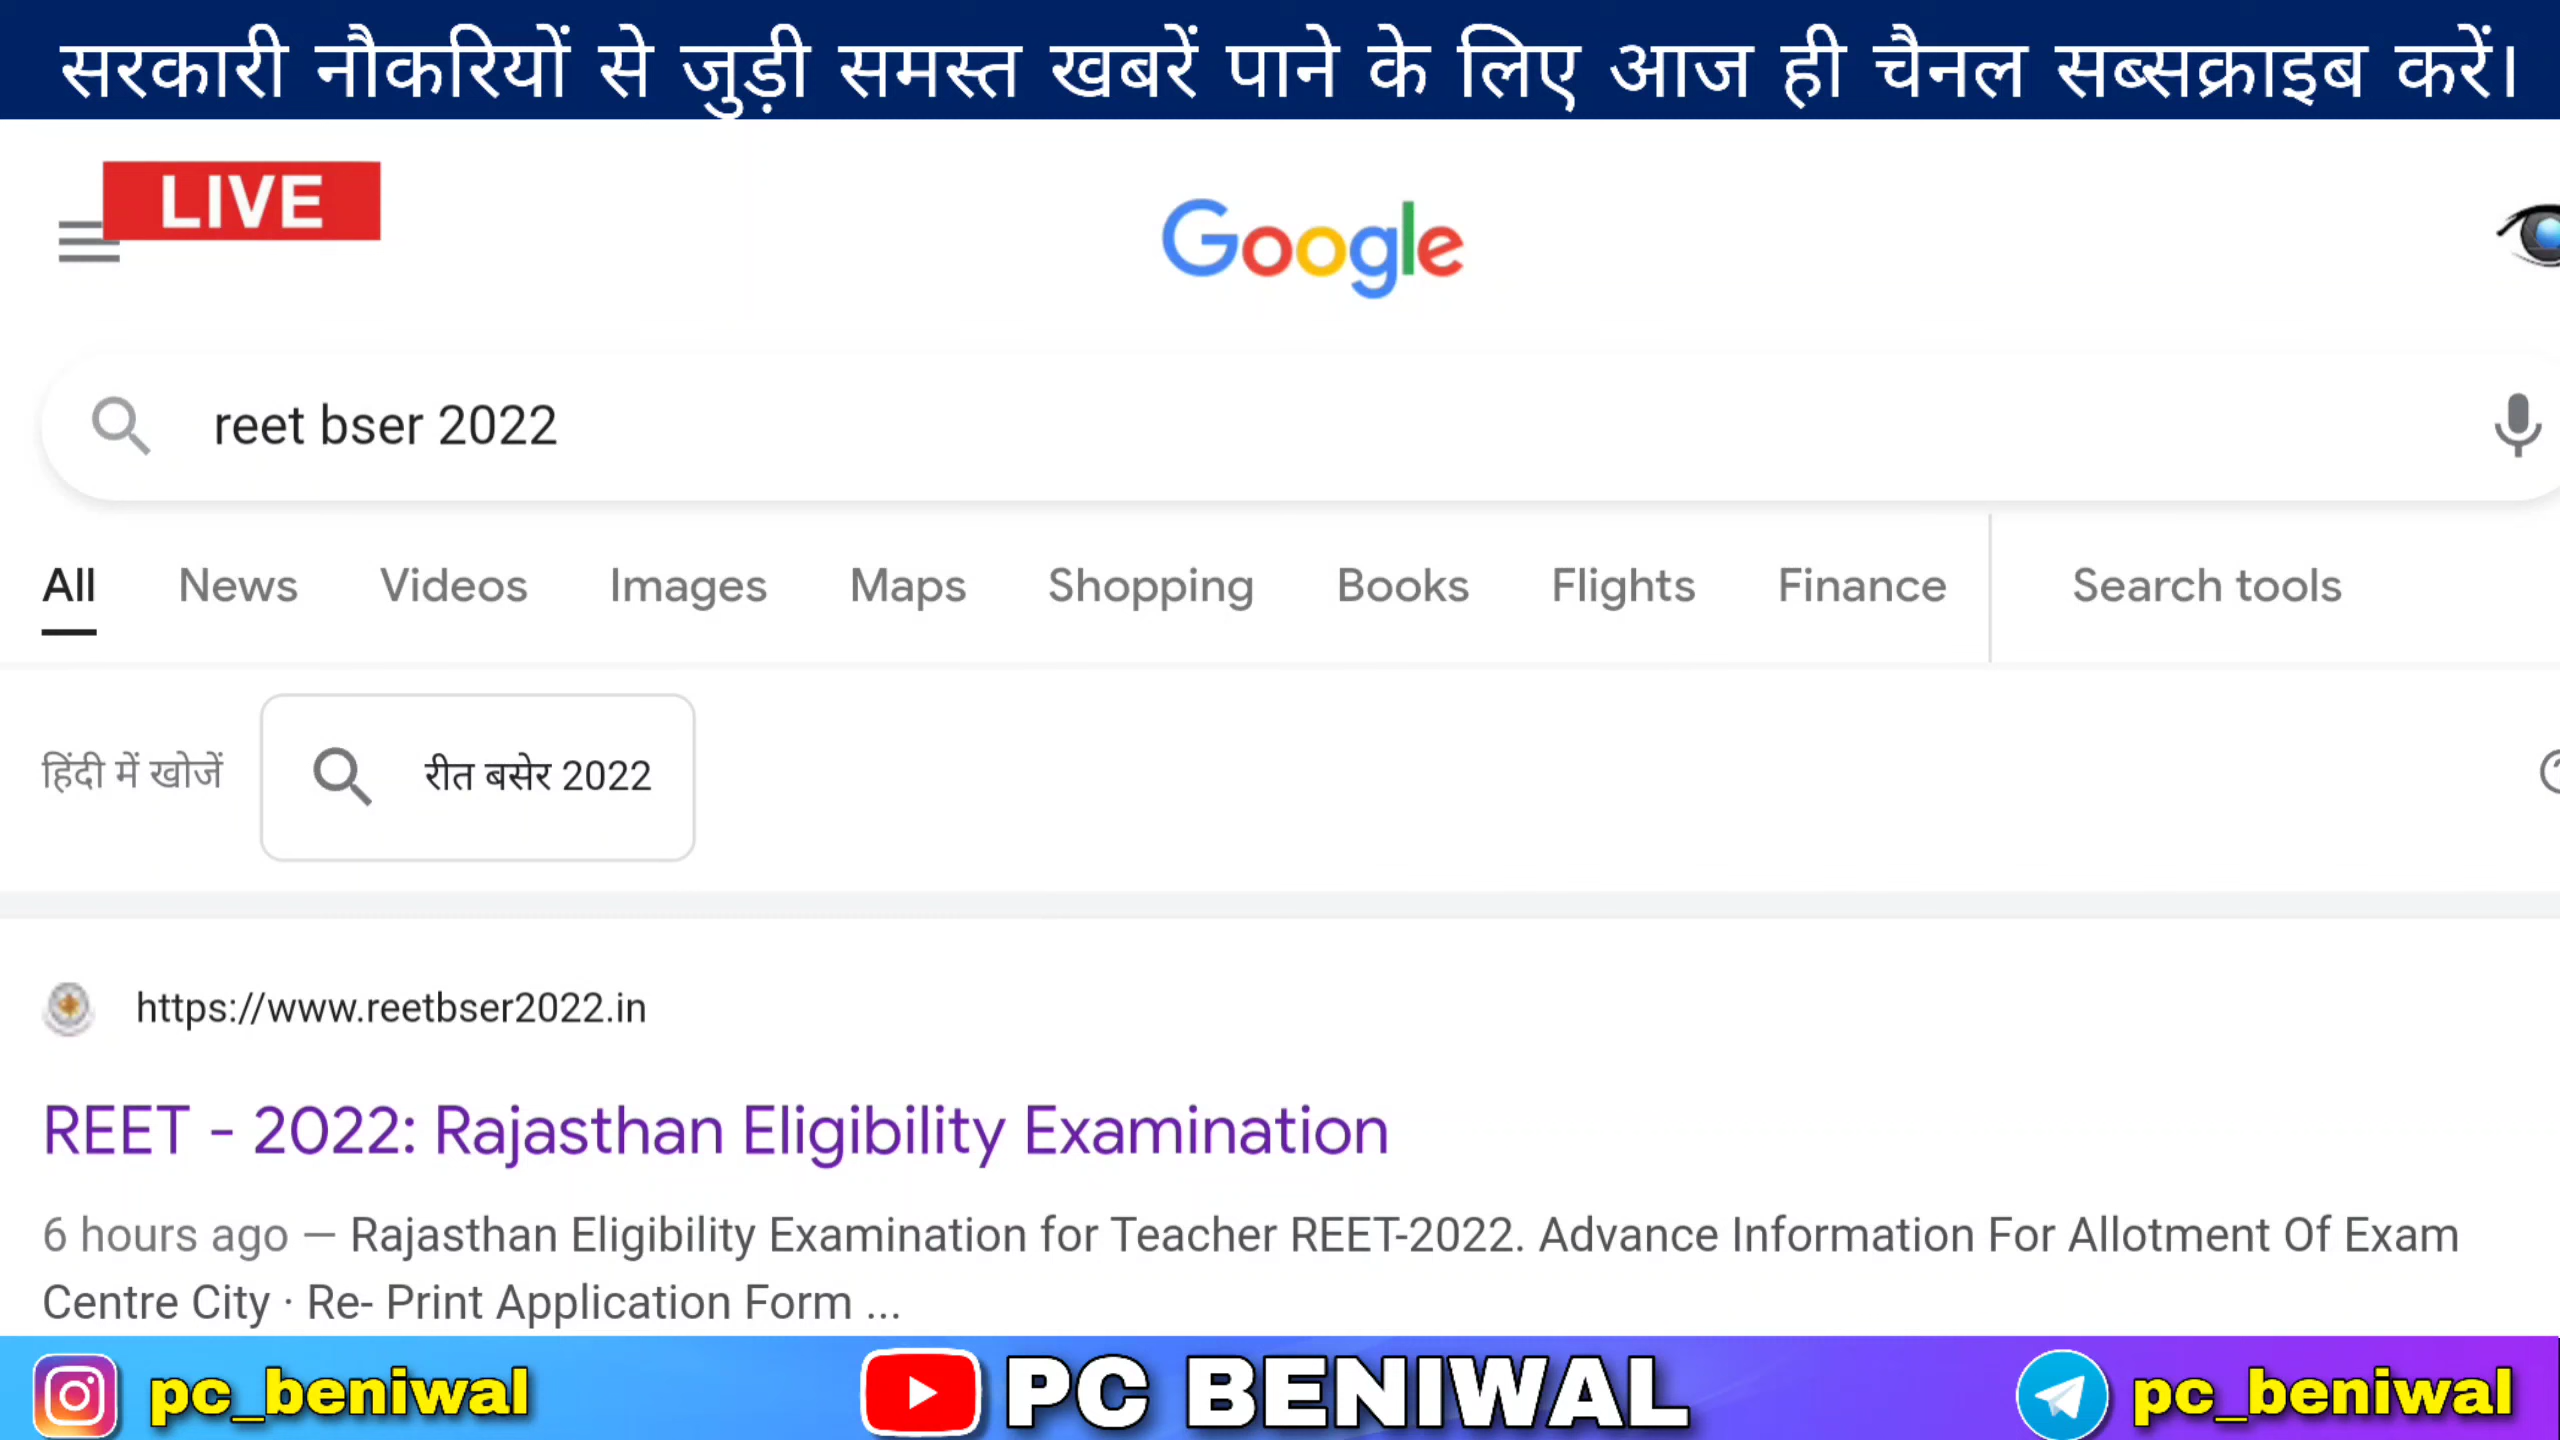 सरकारी नौकरियों से जुड़ी समस्त खबरें पाने के लिए आज ही चैनल सब्सक्राइब करें।
LIVE
Google
reet bser 2022
All News Videos Images Maps Shopping Books Flights Finance Search tools
हिंदी में खोजें रीत बसेर 2022
https://www.reetbser2022.in
REET - 2022: Rajasthan Eligibility Examination
6 hours ago — Rajasthan Eligibility Examination for Teacher REET-2022. Advance Information For Allotment Of Exam
Centre City · Re- Print Application Form ...
pc_beniwal PC BENIWAL pc_beniwal